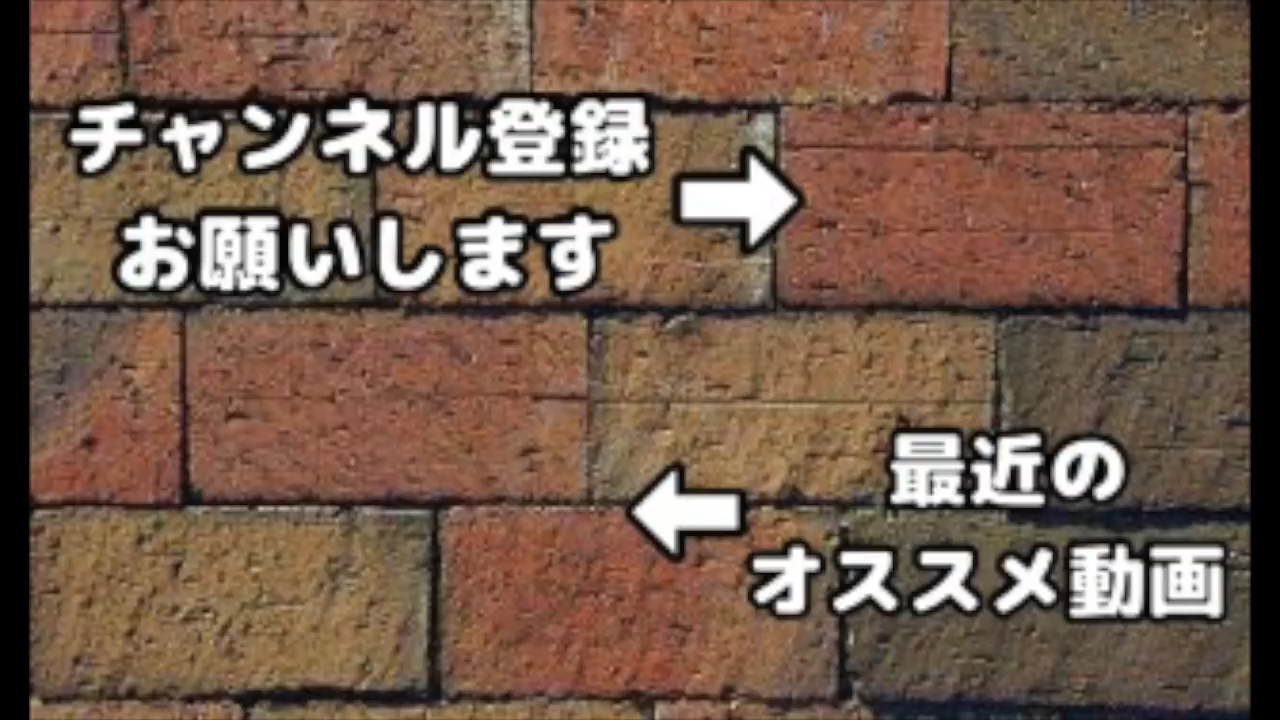 チャンネル登録
お願いします
最近の
オススメ動画